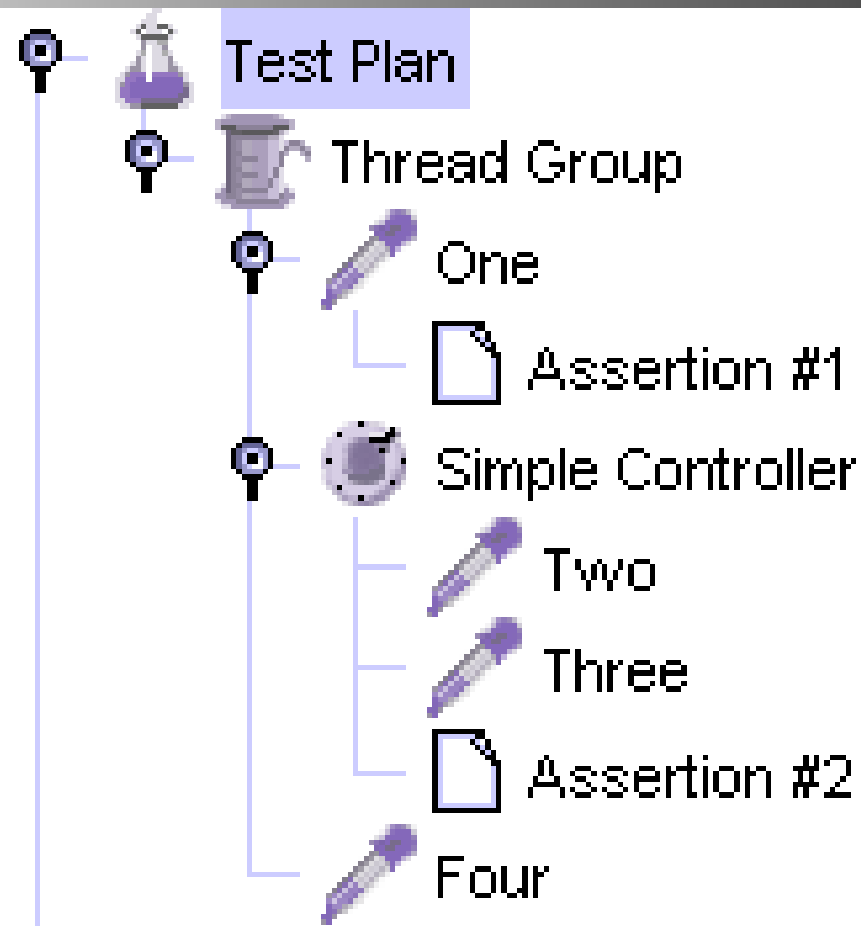 Test Plan
Thread Group
One
Assertion #1
Simple Controller
Two
Three
Assertion #2
Four